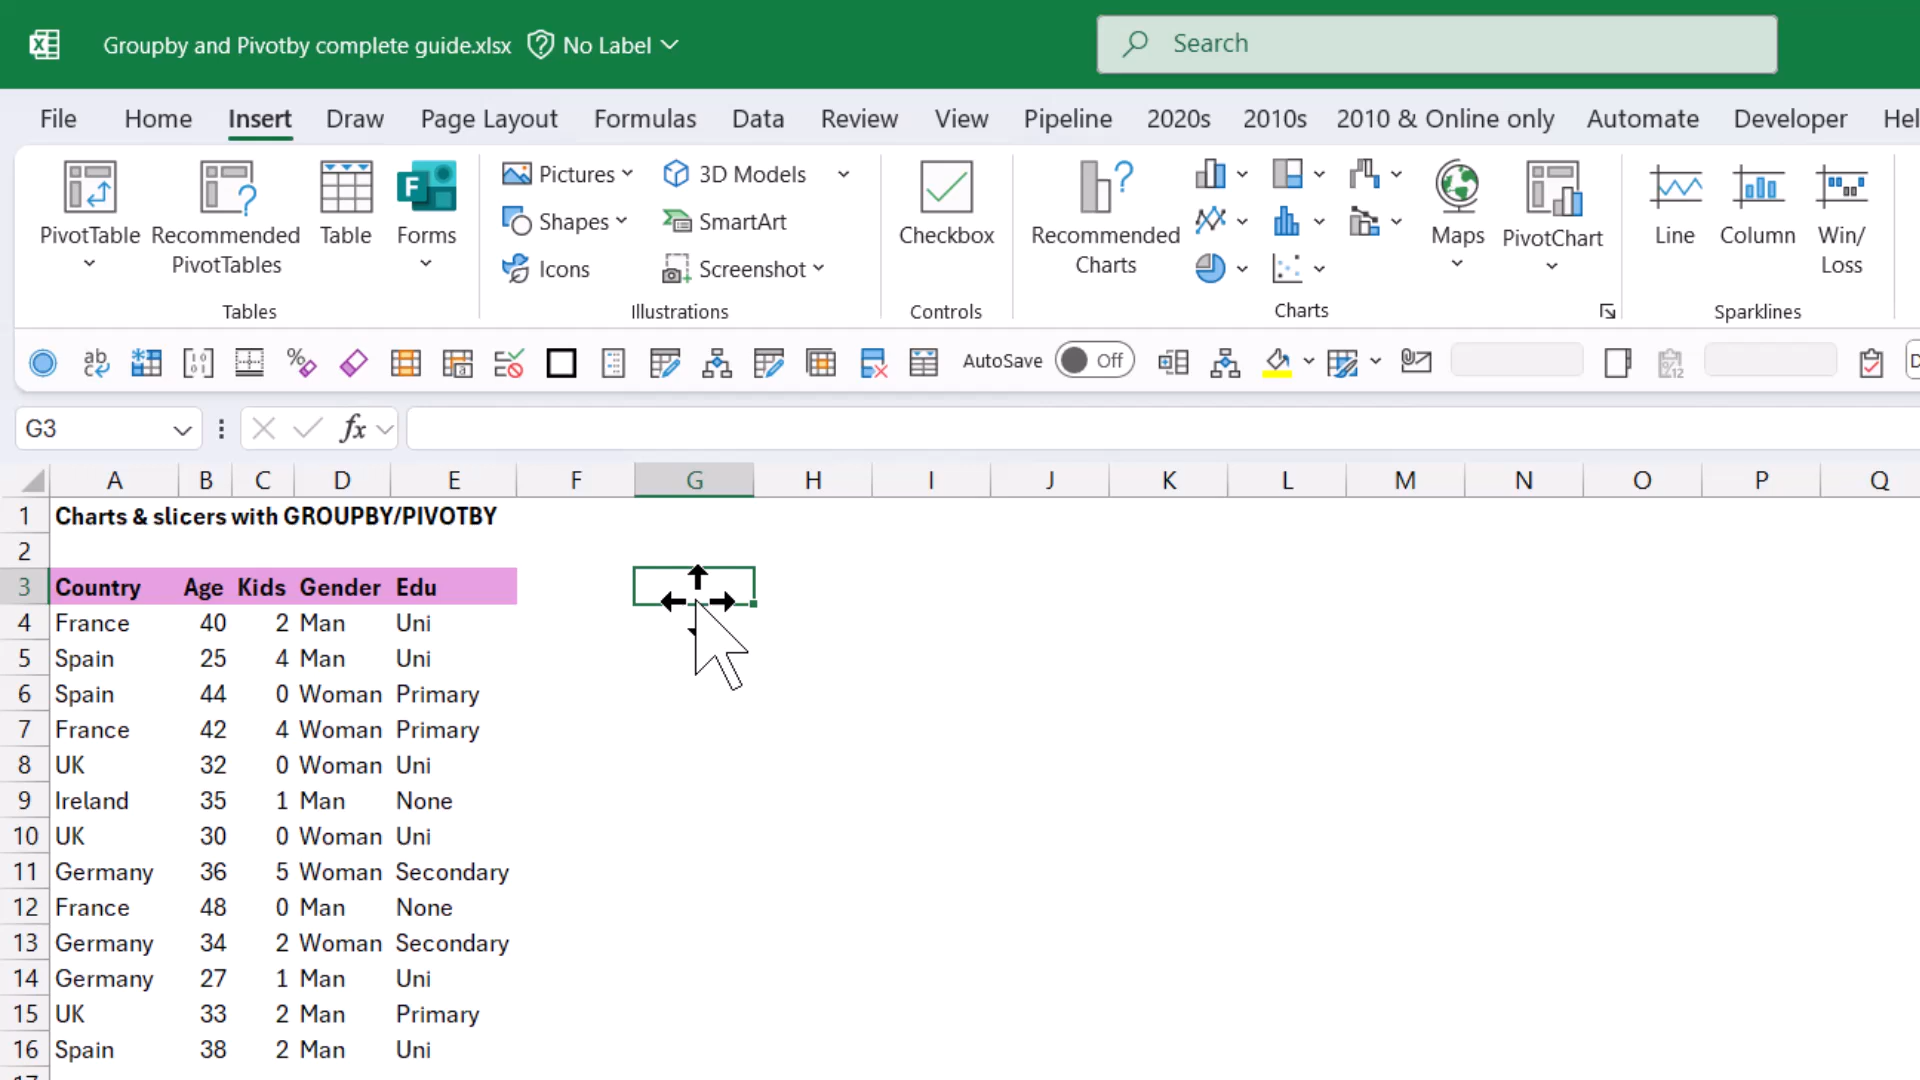 Groupby and Pivotby complete guide.xlsx No Label Search
File Home Insert Draw Page Layout Formulas Data Review View Pipeline 2020s 2010s 2010 & Online only Automate Developer Hel
PivotTable
Recommended PivotTables
Table
Forms
Tables
Pictures
Shapes
Icons
3D Models
SmartArt
Screenshot
Illustrations
Checkbox
Controls
Recommended Charts
Maps
PivotChart
Charts
Line
Column
Win/ Loss
Sparklines
AutoSave Off
G3 fx
A B C D E F G H I J K L M N O P Q
1 Charts & slicers with GROUPBY/PIVOTBY
2
3 Country Age Kids Gender Edu
4 France 40 2 Man Uni
5 Spain 25 4 Man Uni
6 Spain 44 0 Woman Primary
7 France 42 4 Woman Primary
8 UK 32 0 Woman Uni
9 Ireland 35 1 Man None
10 UK 30 0 Woman Uni
11 Germany 36 5 Woman Secondary
12 France 48 0 Man None
13 Germany 34 2 Woman Secondary
14 Germany 27 1 Man Uni
15 UK 33 2 Man Primary
16 Spain 38 2 Man Uni